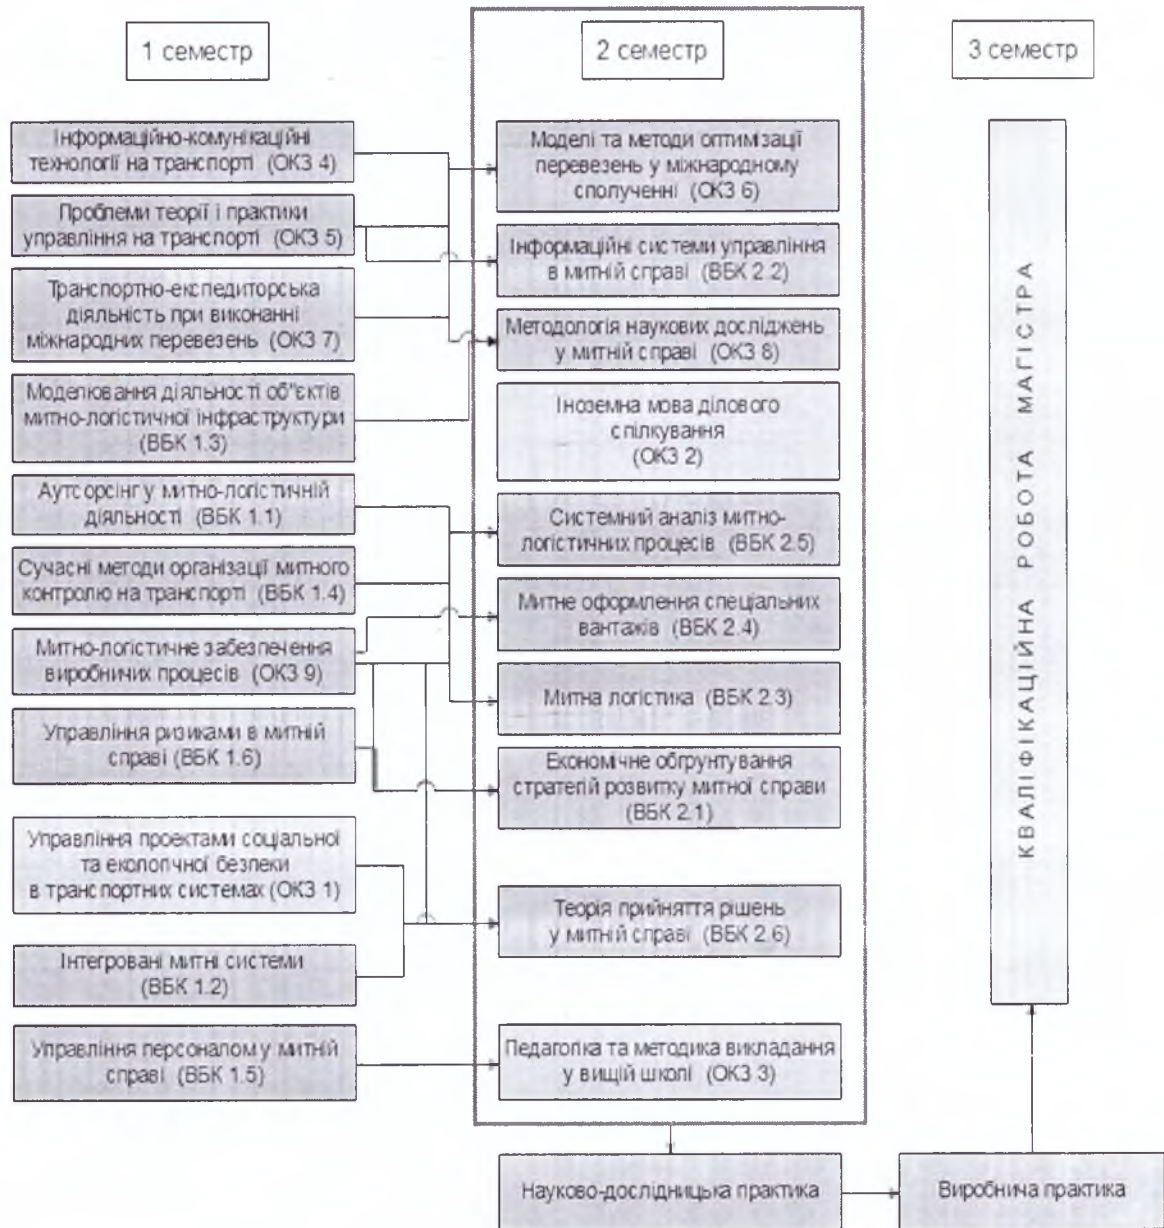 1 семестр
2 семестр
3 семестр
Інформаційно-комунікаційні
технології на транспорті (ОКЗ 4)
Проблеми теорії і практики
управління на транспорті (ОКЗ 5)
Транспортно-експедиторська
діяльність при виконанні
міжнародних перевезень (ОКЗ 7)
Моделювання діяльності об"єктів
митно-логістичної інфраструктури
(ВБК 1.3)
Аутсорсінг у митно-логістичній
діяльності (ВБК 1.1)
Сучасні методи організації митного
контролю на транспорті (ВБК 1.4)
Митно-логістичне забезпечення
виробничих процесів (ОКЗ 9)
Управління ризиками в митній
справі (ВБК 1.6)
Управління проектами соціальної
та екологічної безпеки
в транспортних системах (ОКЗ 1)
Інтегровані митні системи
(ВБК 1.2)
Управління персоналом у митній
справі (ВБК 1.5)
Моделі та методи оптимізації
перевезень у міжнародному
сполученні (ОКЗ 6)
Інформаційні системи управління
в митній справі (ВБК 2.2)
Методологія наукових досліджень
у митній справі (ОКЗ 8)
Іноземна мова ділового
спілкування
(ОКЗ 2)
Системний аналіз митно-
логістичних процесів (ВБК 2.5)
Митне оформлення спеціальних
вантажів (ВБК 2.4)
Митна логістика (ВБК 2.3)
Економічне обґрунтування
стратегій розвитку митної справи
(ВБК 2.1)
Теорія прийняття рішень
у митній справі (ВБК 2.6)
Педагогіка та методика викладання
у вищій школі (ОКЗ 3)
КВАЛІФІКАЦІЙНА РОБОТА МАГІСТРА
Науково-дослідницька практика
Виробнича практика